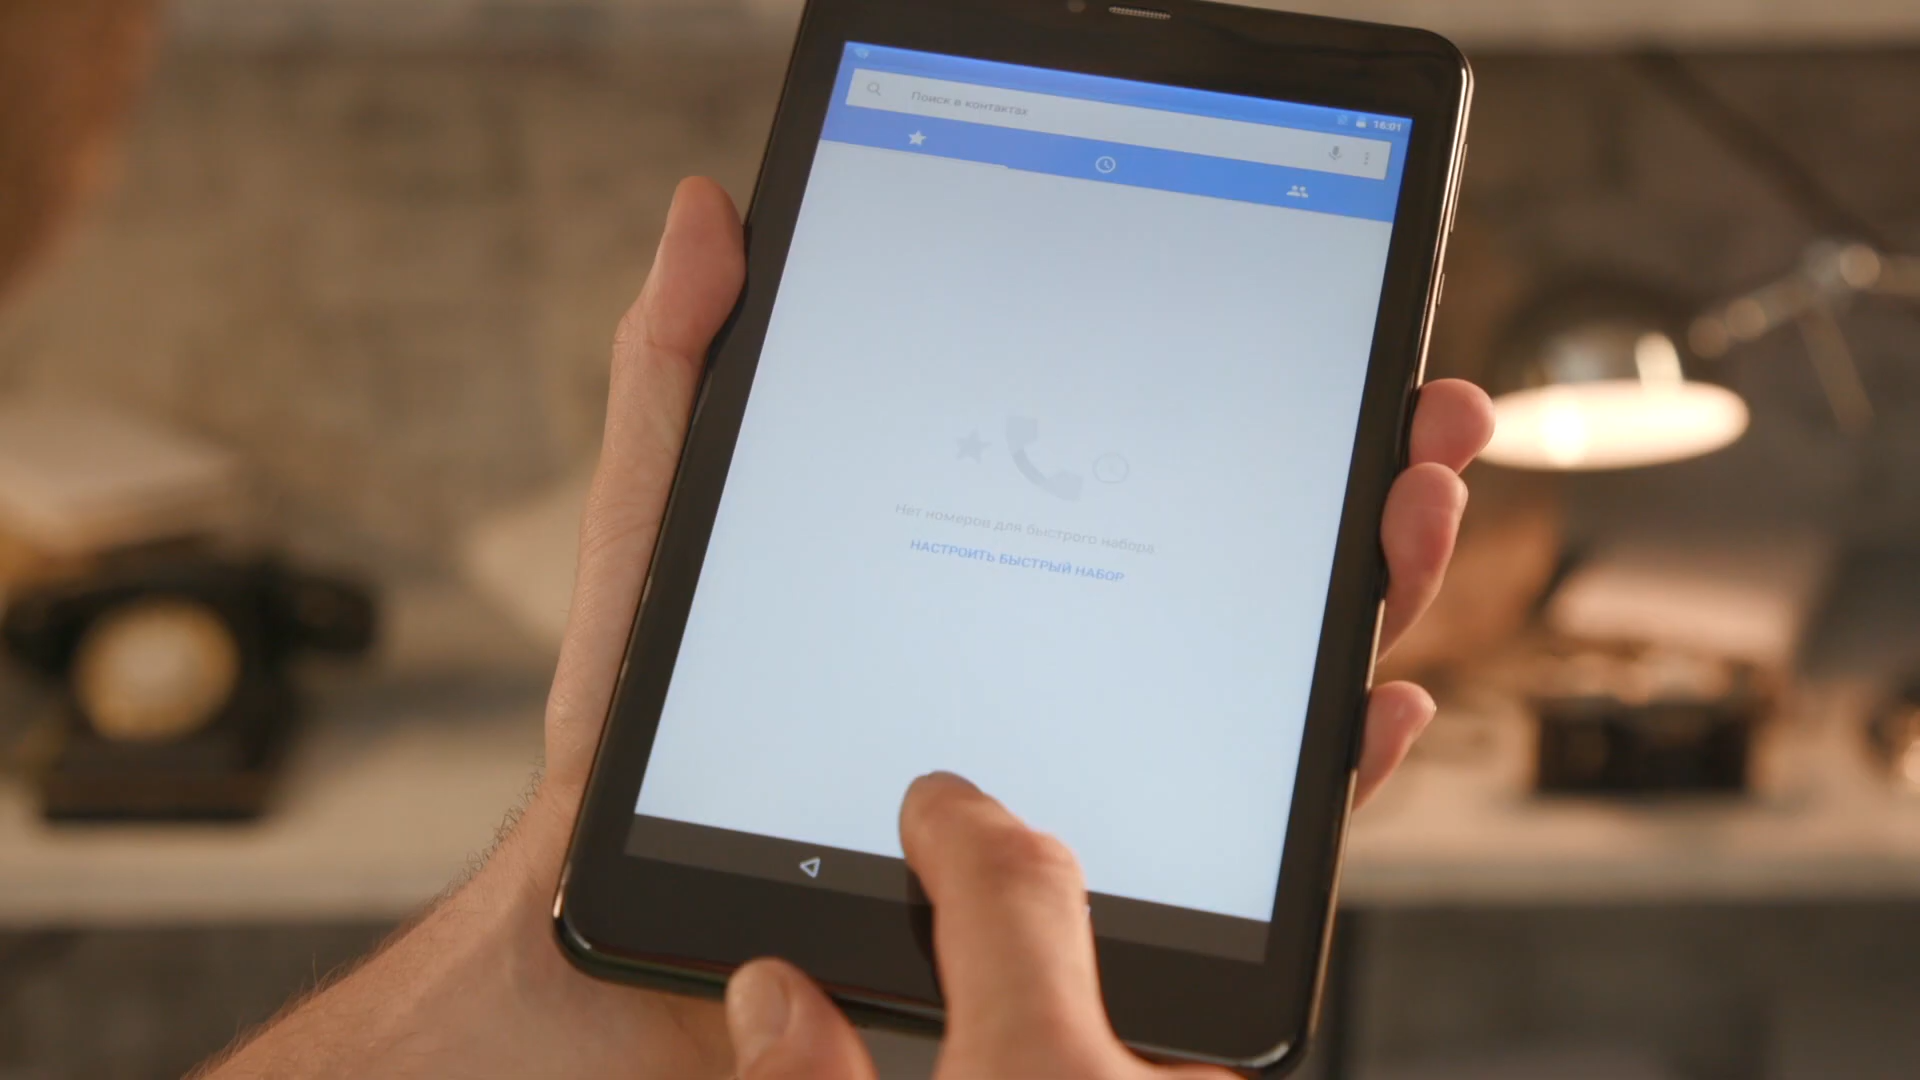 16:01
Поиск в контактах
Нет номеров для быстрого набора
НАСТРОИТЬ БЫСТРЫЙ НАБОР